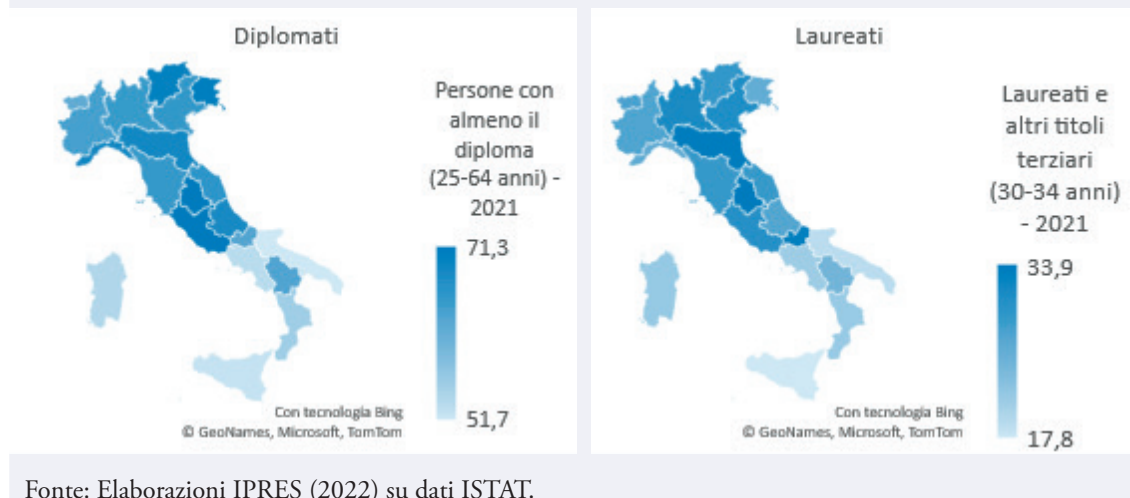 Diplomati
Persone con
almeno il
diploma
(25-64 anni) -
2021
71,3
51,7
Con tecnologia Bing
© GeoNames, Microsoft, TomTom
Laureati
Laureati e
altri titoli
terziari
(30-34 anni)
- 2021
33,9
17,8
Con tecnologia Bing
© GeoNames, Microsoft, TomTom
Fonte: Elaborazioni IPRES (2022) su dati ISTAT.